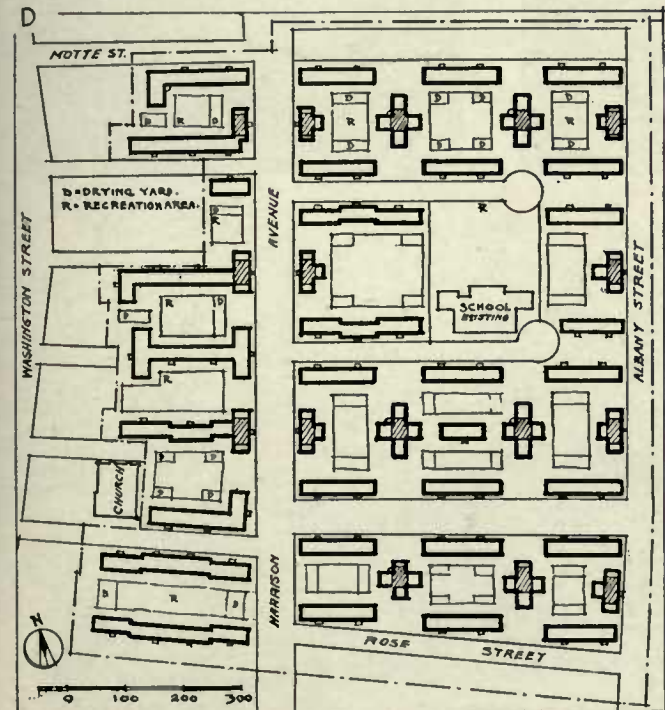 D
MOTTE ST.
D R D
D
R
D
D D
D D
D
R
D
D = DRYING YARD.
R = RECREATION AREA.
R
WASHINGTON STREET
AVENUE
R
D D
SCHOOL
EXISTING
ALBANY STREET
R
R
CHURCH
D D
D D
D R D
HARRISON
ROSE STREET
N
0 100 200 300